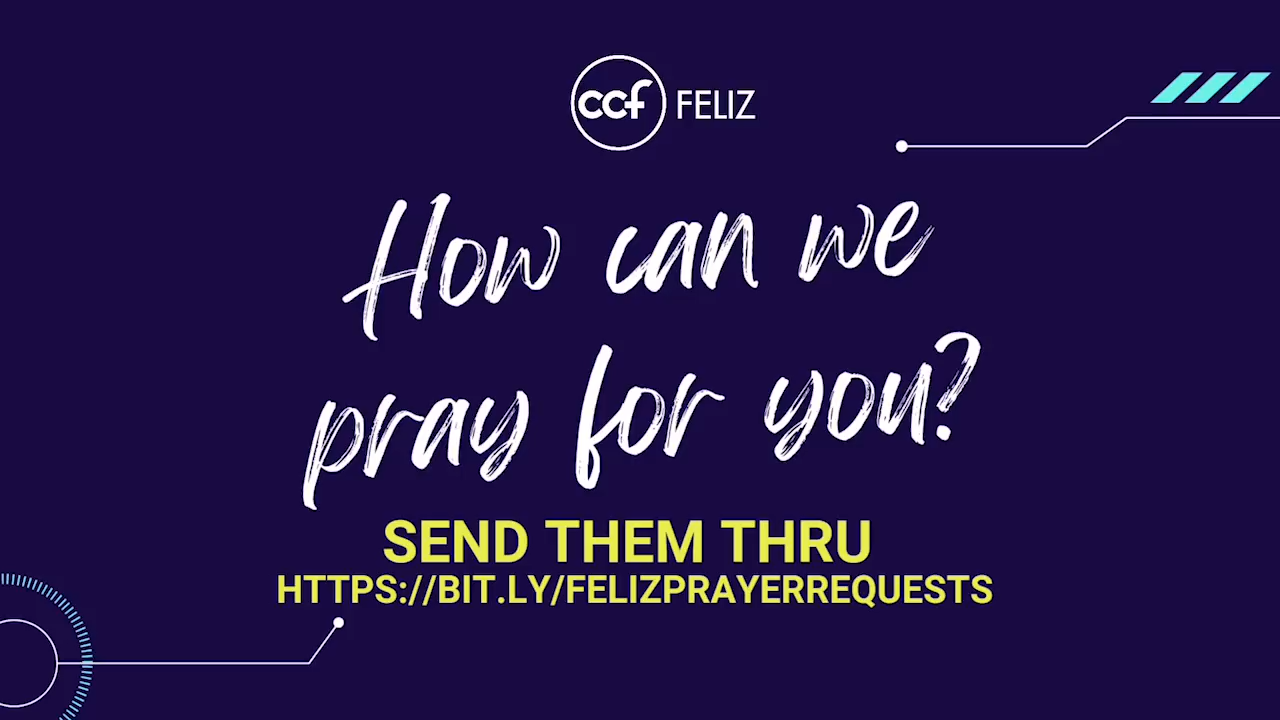 ccf FELIZ
How can we
pray for you?
SEND THEM THRU
HTTPS://BIT.LY/FELIZPRAYERREQUESTS